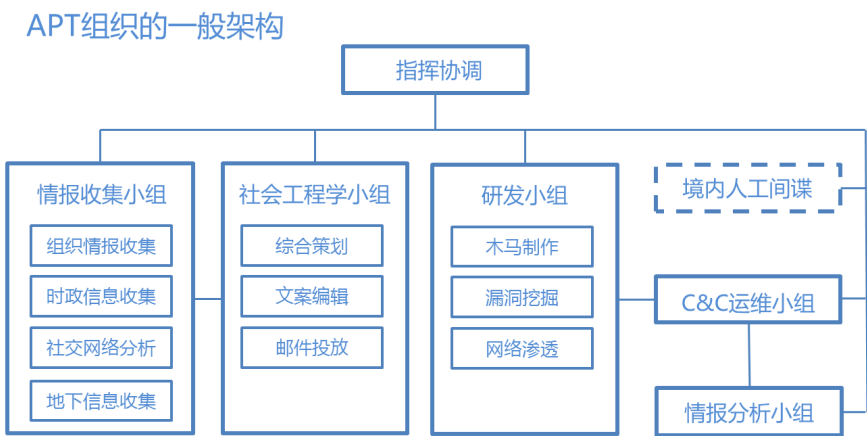 APT组织的一般架构
指挥协调
情报收集小组
组织情报收集
时政信息收集
社交网络分析
地下信息收集
社会工程学小组
综合策划
文案编辑
邮件投放
研发小组
木马制作
漏洞挖掘
网络渗透
境内人工间谍
C&C运维小组
情报分析小组